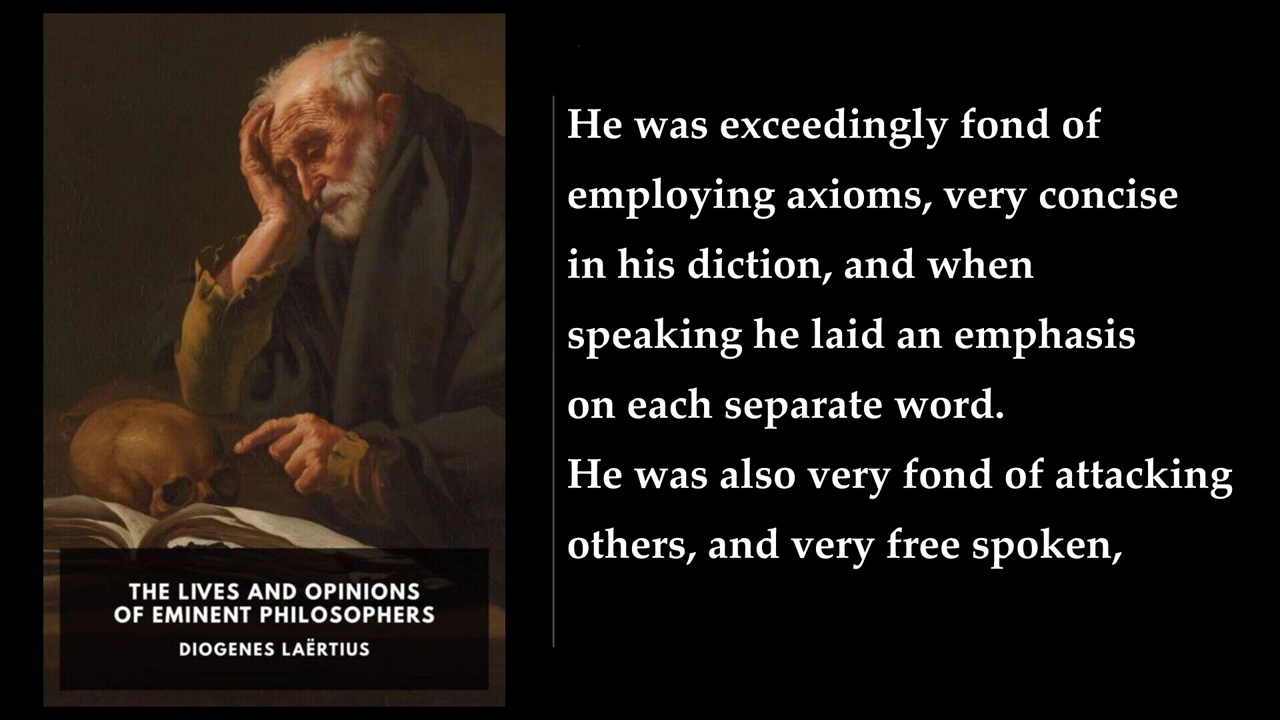 THE LIVES AND OPINIONS
OF EMINENT PHILOSOPHERS
DIOGENES LAËRTIUS
He was exceedingly fond of
employing axioms, very concise
in his diction, and when
speaking he laid an emphasis
on each separate word.
He was also very fond of attacking
others, and very free spoken,